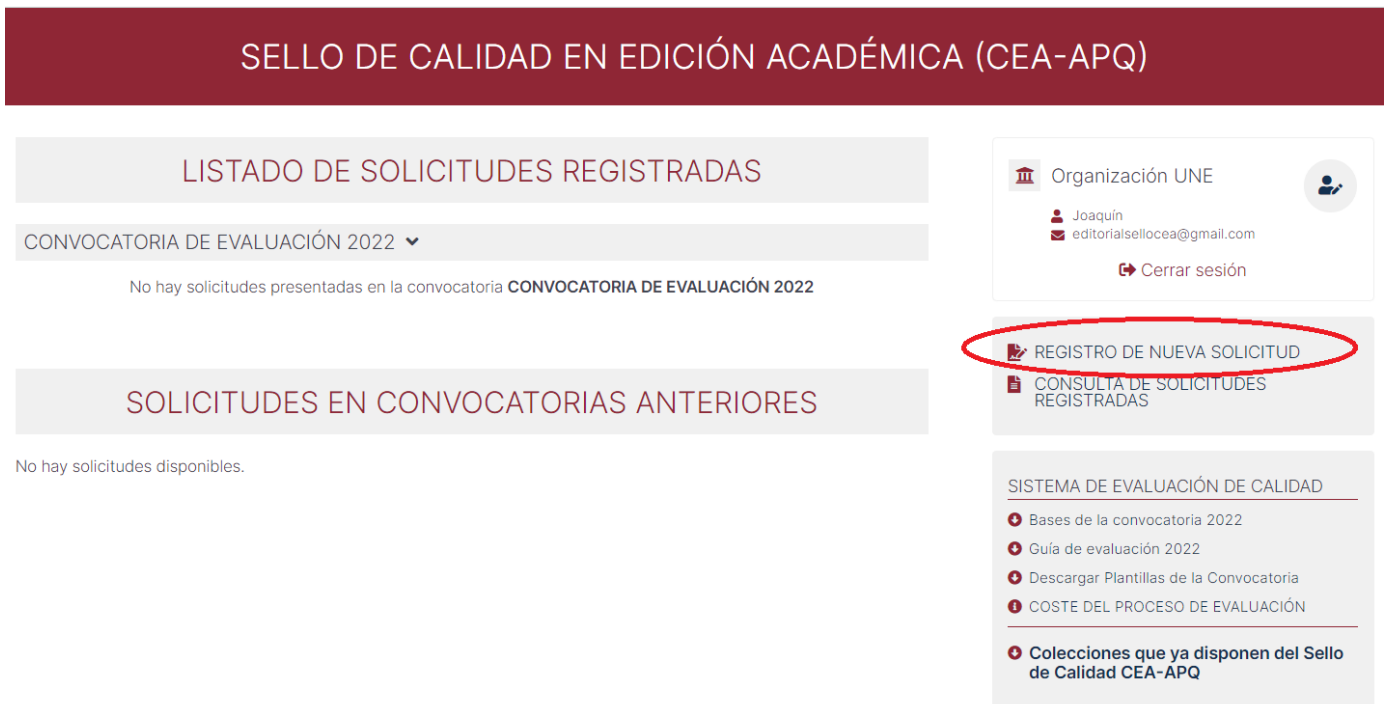 SELLO DE CALIDAD EN EDICIÓN ACADÉMICA (CEA-APQ)
LISTADO DE SOLICITUDES REGISTRADAS
CONVOCATORIA DE EVALUACIÓN 2022
No hay solicitudes presentadas en la convocatoria CONVOCATORIA DE EVALUACIÓN 2022
SOLICITUDES EN CONVOCATORIAS ANTERIORES
No hay solicitudes disponibles.
Organización UNE
Joaquín
editorialsellocea@gmail.com
Cerrar sesión
REGISTRO DE NUEVA SOLICITUD
CONSULTA DE SOLICITUDES
REGISTRADAS
SISTEMA DE EVALUACIÓN DE CALIDAD
Bases de la convocatoria 2022
Guía de evaluación 2022
Descargar Plantillas de la Convocatoria
COSTE DEL PROCESO DE EVALUACIÓN
Colecciones que ya disponen del Sello
de Calidad CEA-APQ